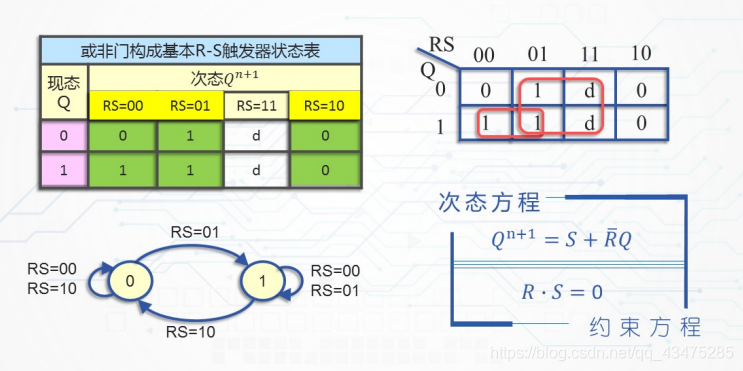 或非门构成基本R-S触发器状态表
现态 Q 次态Qⁿ⁺¹
RS=00 RS=01 RS=11 RS=10
0 0 1 d 0
1 1 1 d 0
RS 00 01 11 10
Q
0 0 1 d 0
1 1 1 d 0
RS=01
RS=00
RS=10
0
1
RS=00
RS=01
RS=10
次态方程
Qⁿ⁺¹ = S + R̄Q
R · S = 0
约束方程
https://blog.csdn.net/qq_43475285